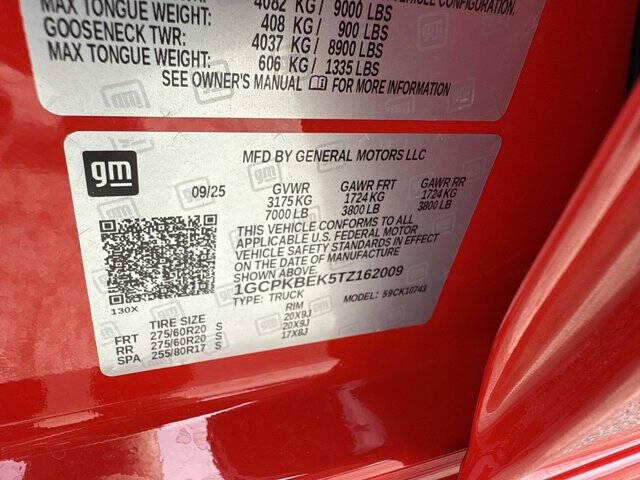 MAX TONGUE WEIGHT: 4082 KG/ 9000 LBS VEHICLE CONFIGURATION.
408 KG/ 900 LBS
GOOSENECK TWR: 4037 KG/ 8900 LBS
MAX TONGUE WEIGHT: 606 KG/ 1335 LBS
SEE OWNER'S MANUAL FOR MORE INFORMATION
gm
MFD BY GENERAL MOTORS LLC
09/25 GVWR GAWR FRT GAWR RR
3175 KG 1724 KG 1724 KG
7000 LB 3800 LB 3800 LB
THIS VEHICLE CONFORMS TO ALL
APPLICABLE U.S. FEDERAL MOTOR
VEHICLE SAFETY STANDARDS IN EFFECT
ON THE DATE OF MANUFACTURE
1GCPKBEK5TZ162009
TYPE: TRUCK MODEL: 59CK10743
130X
TIRE SIZE RIM
FRT 275/60R20 S 20X9J
RR 275/60R20 S 20X9J
SPA 255/80R17 S 17X8J